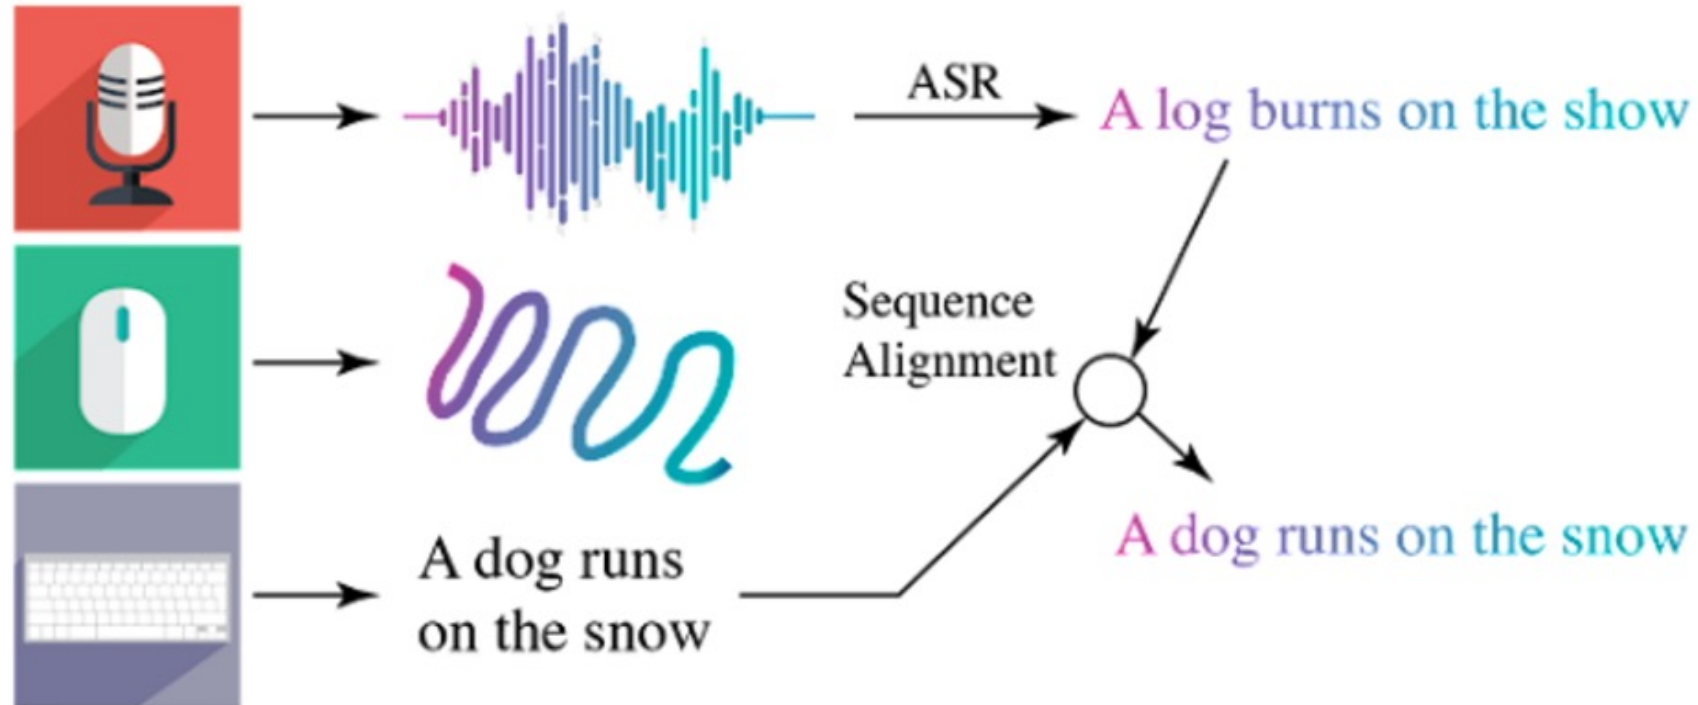 ASR
A log burns on the show
Sequence
Alignment
A dog runs
on the snow
A dog runs on the snow